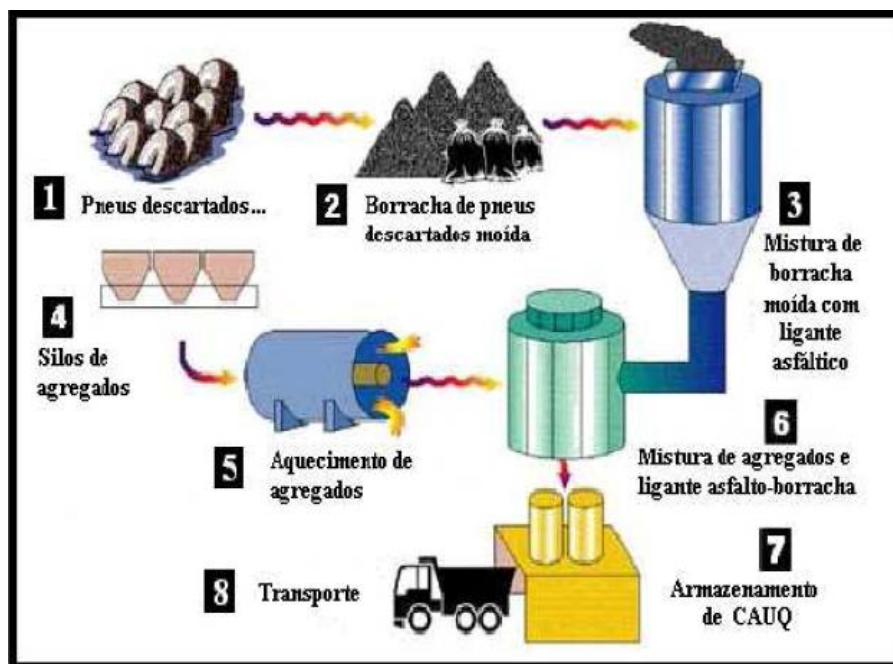 1 Pneus descartados...
2 Borracha de pneus
descartados moída
3
Mistura de
borracha
moída com
ligante
asfáltico
4
Silos de
agregados
5 Aquecimento de
agregados
6
Mistura de agregados e
ligante asfalto-borracha
7
Armazenamento
de CAUQ
8 Transporte